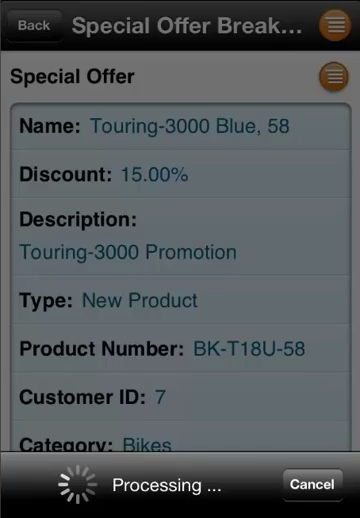 Back Special Offer Break...
Special Offer
Name: Touring-3000 Blue, 58
Discount: 15.00%
Description:
Touring-3000 Promotion
Type: New Product
Product Number: BK-T18U-58
Customer ID: 7
Category: Bikes
Processing ... Cancel